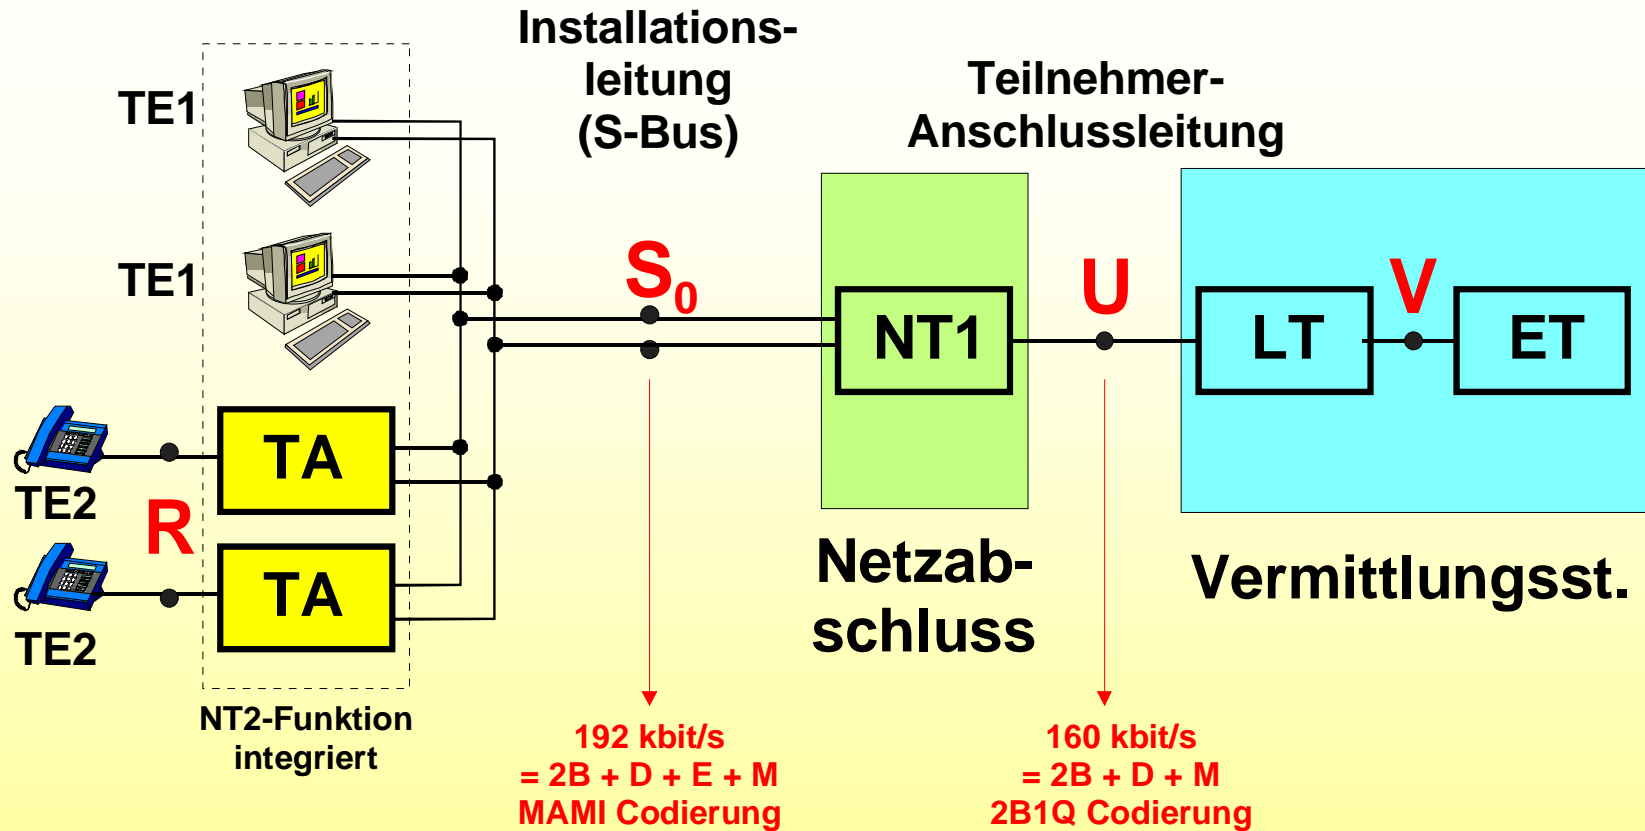 Installations-
leitung
(S-Bus)
Teilnehmer-
Anschlussleitung
TE1
TE1
S0
U
V
NT1
LT
ET
TA
TE2
R
TA
TE2
Netzab-
schluss
Vermittlungsst.
NT2-Funktion
integriert
192 kbit/s
= 2B + D + E + M
MAMI Codierung
160 kbit/s
= 2B + D + M
2B1Q Codierung